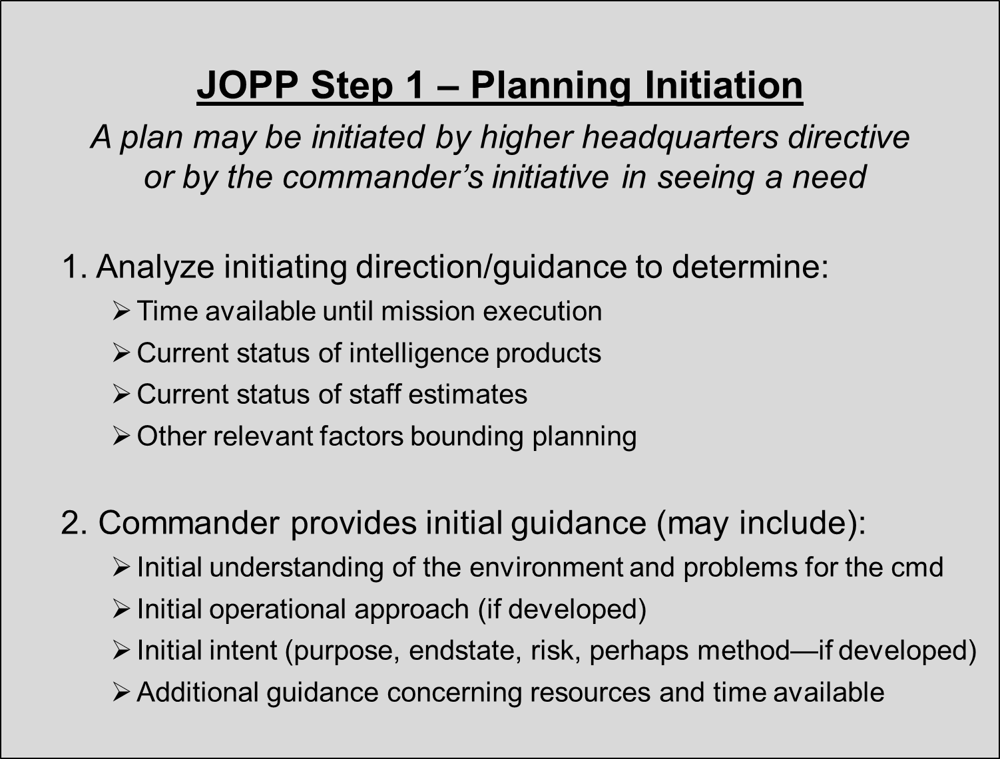 JOPP Step 1 – Planning Initiation
A plan may be initiated by higher headquarters directive
or by the commander’s initiative in seeing a need
1. Analyze initiating direction/guidance to determine:
➢ Time available until mission execution
➢ Current status of intelligence products
➢ Current status of staff estimates
➢ Other relevant factors bounding planning
2. Commander provides initial guidance (may include):
➢ Initial understanding of the environment and problems for the cmd
➢ Initial operational approach (if developed)
➢ Initial intent (purpose, endstate, risk, perhaps method—if developed)
➢ Additional guidance concerning resources and time available